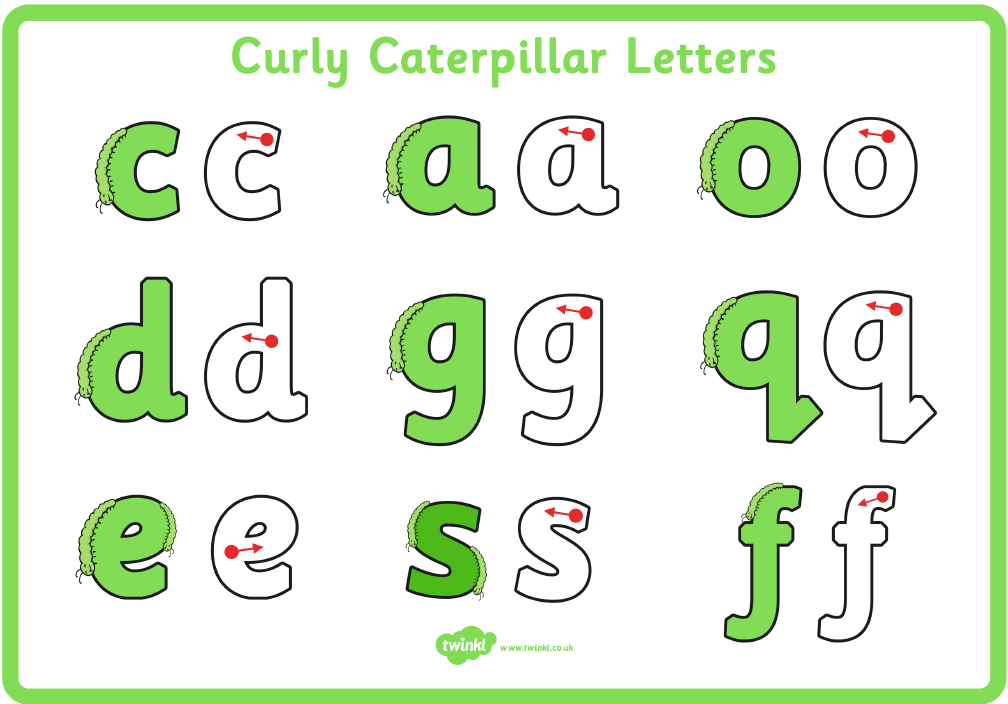 Curly Caterpillar Letters
c c a a o o
d d g g q q
e e s s f f
twinkl www.twinkl.co.uk